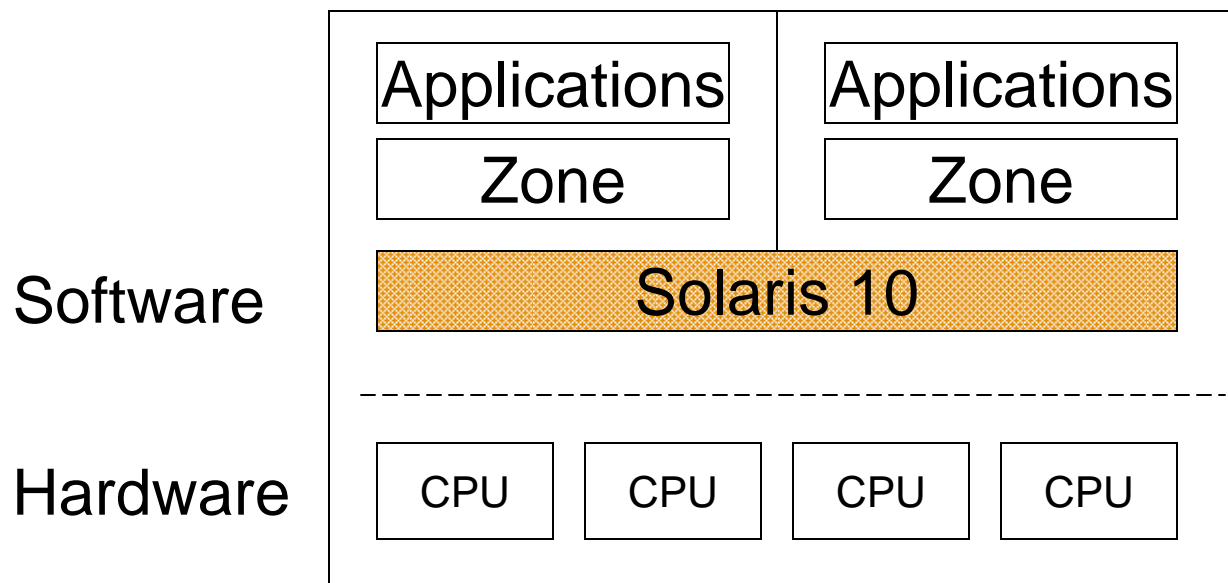 Applications Applications
Zone Zone
Software Solaris 10
Hardware CPU CPU CPU CPU